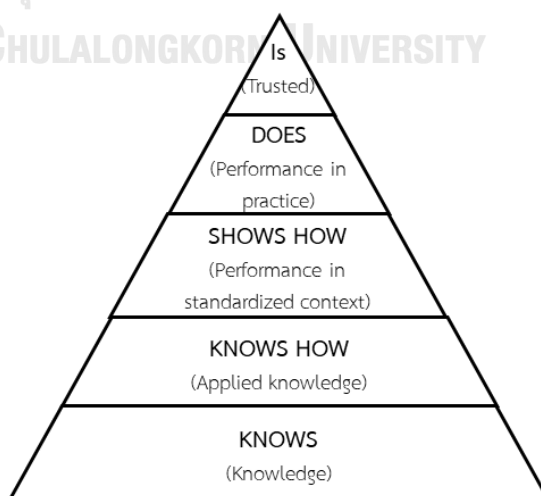 CHULALONGKORN UNIVERSITY
Is
(Trusted)
DOES
(Performance in
practice)
SHOWS HOW
(Performance in
standardized context)
KNOWS HOW
(Applied knowledge)
KNOWS
(Knowledge)